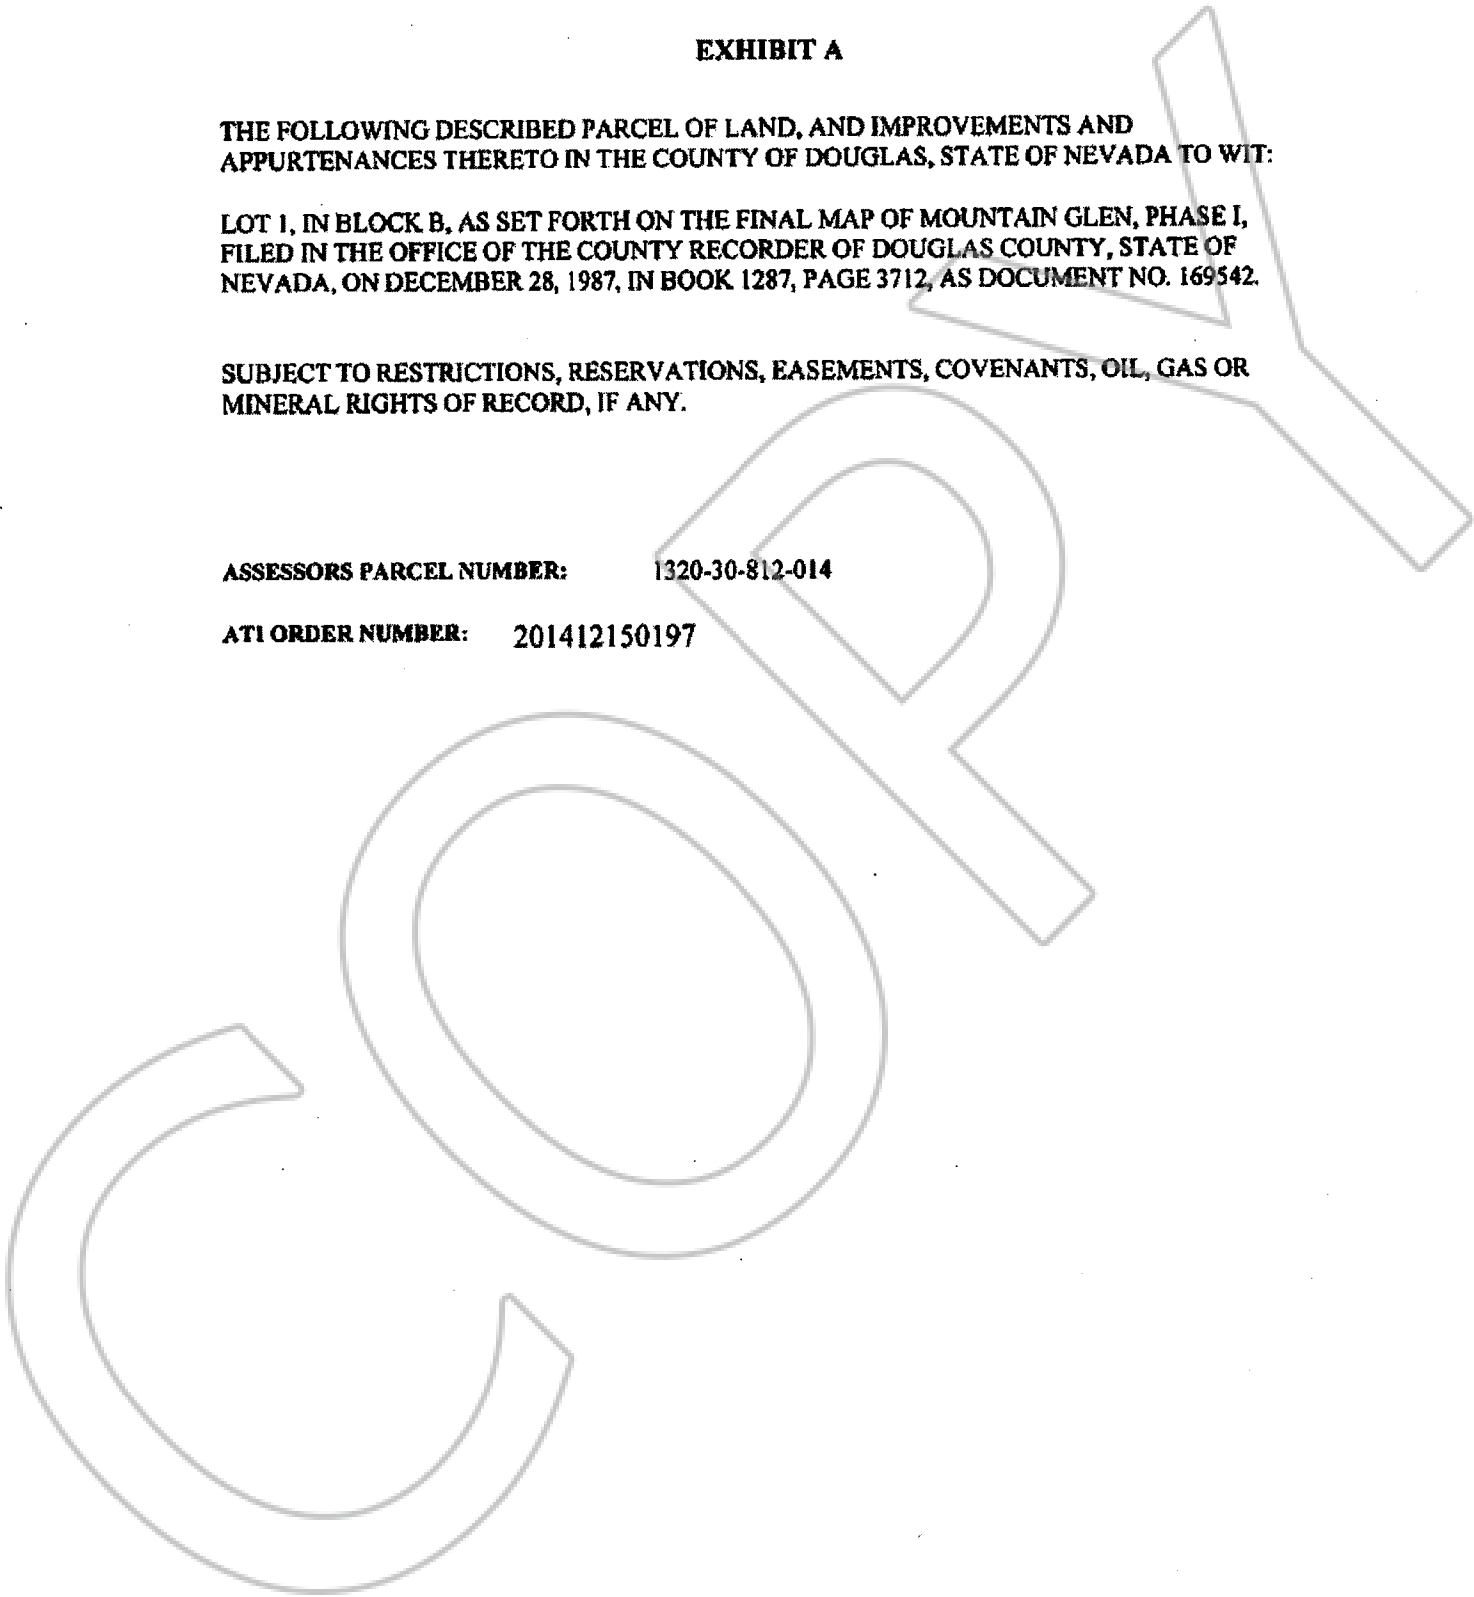 EXHIBIT A
THE FOLLOWING DESCRIBED PARCEL OF LAND, AND IMPROVEMENTS AND
APPURTENANCES THERETO IN THE COUNTY OF DOUGLAS, STATE OF NEVADA TO WIT:
LOT 1, IN BLOCK B, AS SET FORTH ON THE FINAL MAP OF MOUNTAIN GLEN, PHASE I,
FILED IN THE OFFICE OF THE COUNTY RECORDER OF DOUGLAS COUNTY, STATE OF
NEVADA, ON DECEMBER 28, 1987, IN BOOK 1287, PAGE 3712, AS DOCUMENT NO. 169542.
SUBJECT TO RESTRICTIONS, RESERVATIONS, EASEMENTS, COVENANTS, OIL, GAS OR
MINERAL RIGHTS OF RECORD, IF ANY.
ASSESSORS PARCEL NUMBER: 1320-30-812-014
ATI ORDER NUMBER: 201412150197
COPY